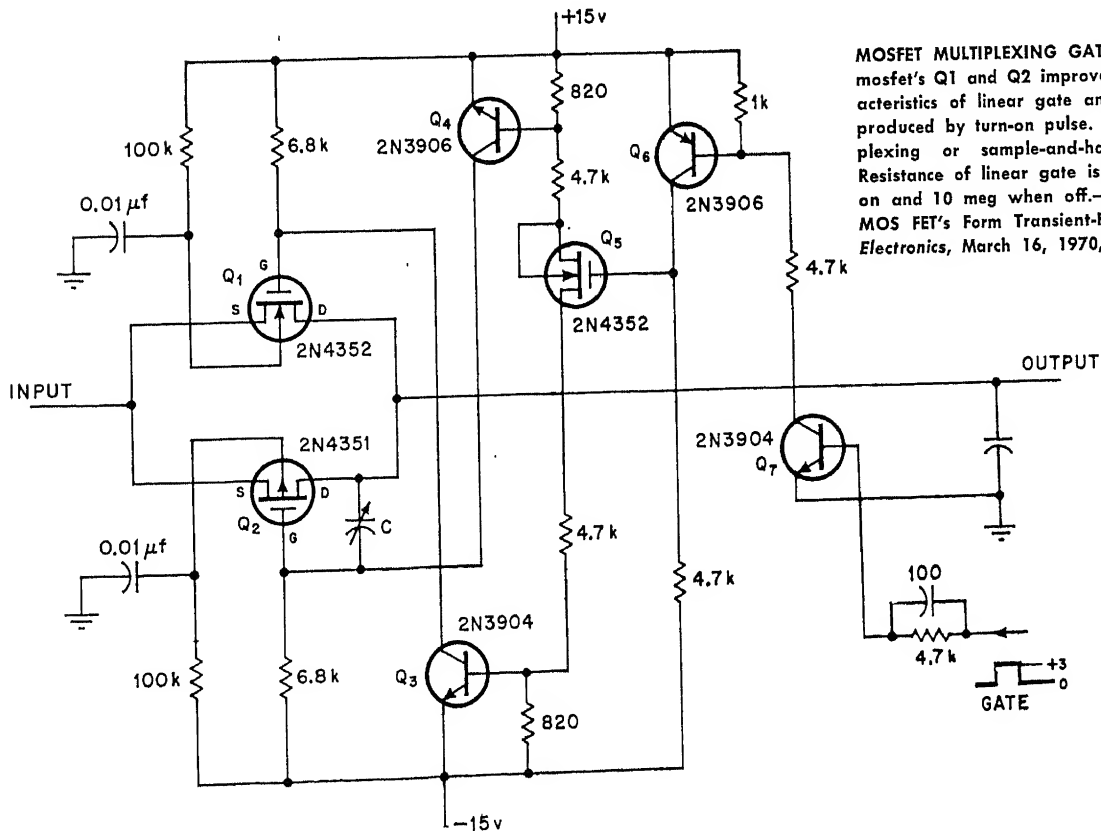 +15v
MOSFET MULTIPLEXING GAT
mosfet's Q1 and Q2 improve
acteristics of linear gate an
produced by turn-on pulse.
plexing or sample-and-ho
Resistance of linear gate is
on and 10 meg when off.—
MOS FET's Form Transient-
Electronics, March 16, 1970,
820
1k
Q4
2N3906
100k
6.8k
4.7k
Q6
2N3906
0.01 µf
Q5
G
Q1
S
D
2N4352
2N4352
4.7k
INPUT
OUTPUT
2N4351
2N3904
Q7
S
D
Q2
G
C
0.01 µf
4.7k
4.7k
100
4.7k
2N3904
100k
6.8k
Q3
820
+3
0
GATE
-15v